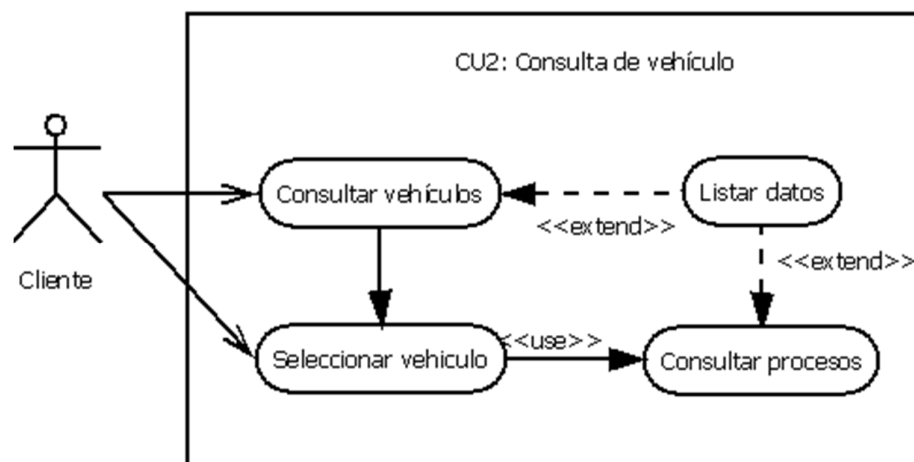 CU2: Consulta de vehículo
Consultar vehículos
Listar datos
<<extend>>
<<extend>>
Cliente
Seleccionar vehiculo
<<use>>
Consultar procesos